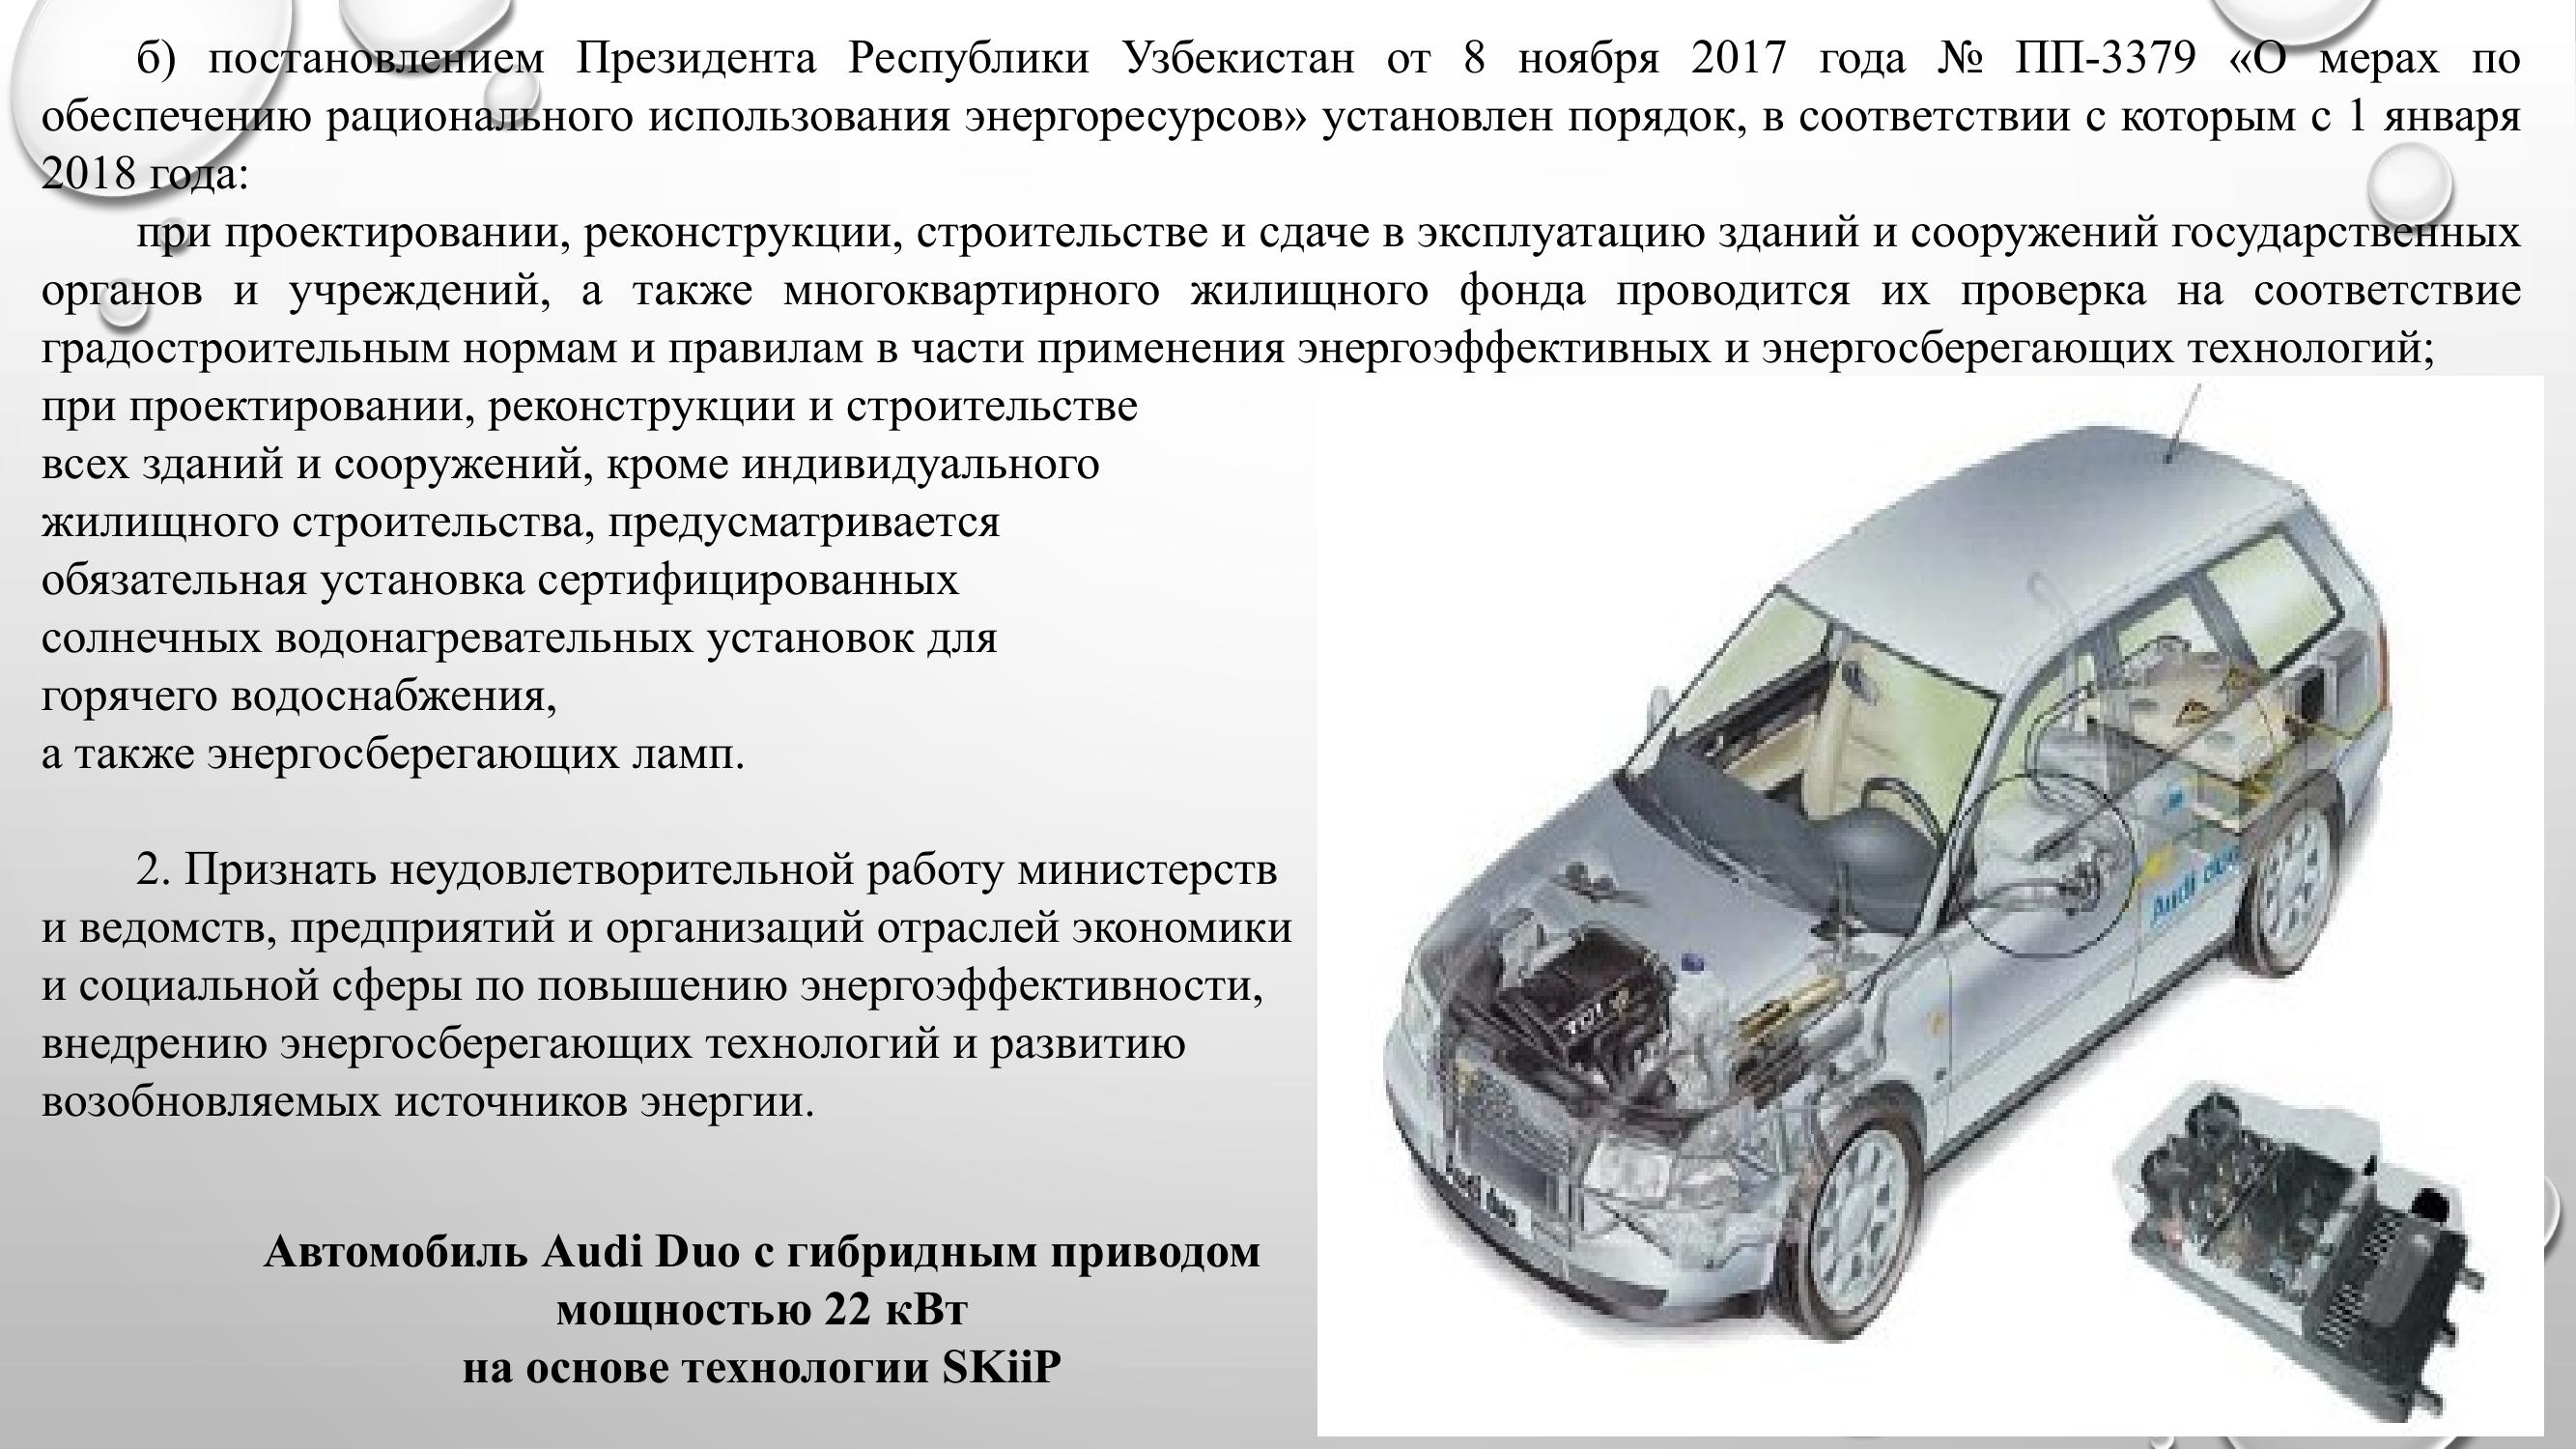 б) постановлением Президента Республики Узбекистан от 8 ноября 2017 года № ПП-3379 «О мерах по
обеспечению рационального использования энергоресурсов» установлен порядок, в соответствии с которым с 1 января
2018 года:
при проектировании, реконструкции, строительстве и сдаче в эксплуатацию зданий и сооружений государственных
органов и учреждений, а также многоквартирного жилищного фонда проводится их проверка на соответствие
градостроительным нормам и правилам в части применения энергоэффективных и энергосберегающих технологий;
при проектировании, реконструкции и строительстве
всех зданий и сооружений, кроме индивидуального
жилищного строительства, предусматривается
обязательная установка сертифицированных
солнечных водонагревательных установок для
горячего водоснабжения,
а также энергосберегающих ламп.
2. Признать неудовлетворительной работу министерств
и ведомств, предприятий и организаций отраслей экономики
и социальной сферы по повышению энергоэффективности,
внедрению энергосберегающих технологий и развитию
возобновляемых источников энергии.
Автомобиль Audi Duo с гибридным приводом
мощностью 22 кВт
на основе технологии SKiiP
Audi duo
TDI
duo